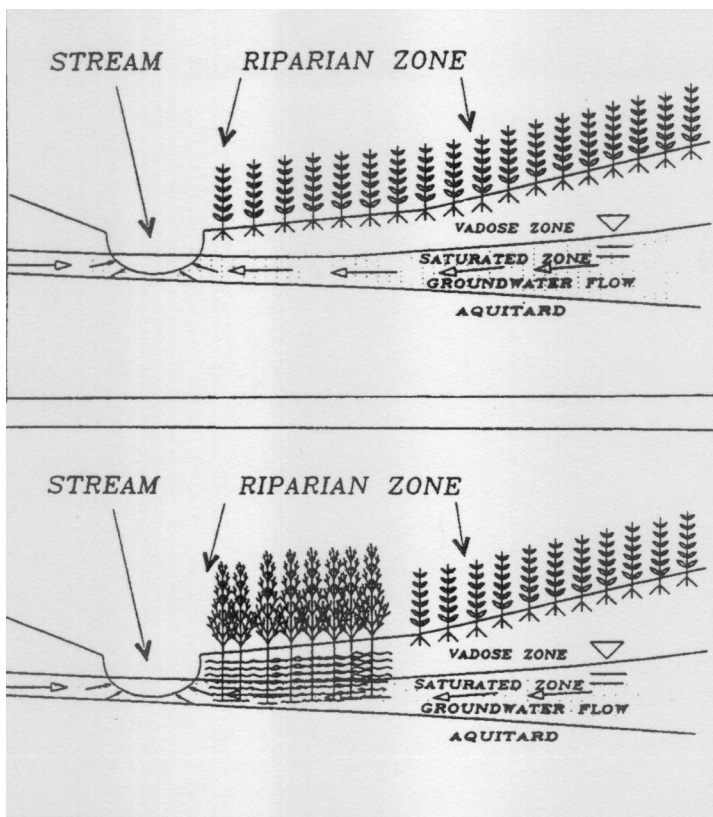 STREAM RIPARIAN ZONE
VADOSE ZONE
SATURATED ZONE
GROUNDWATER FLOW
AQUITARD
STREAM RIPARIAN ZONE
VADOSE ZONE
SATURATED ZONE
GROUNDWATER FLOW
AQUITARD